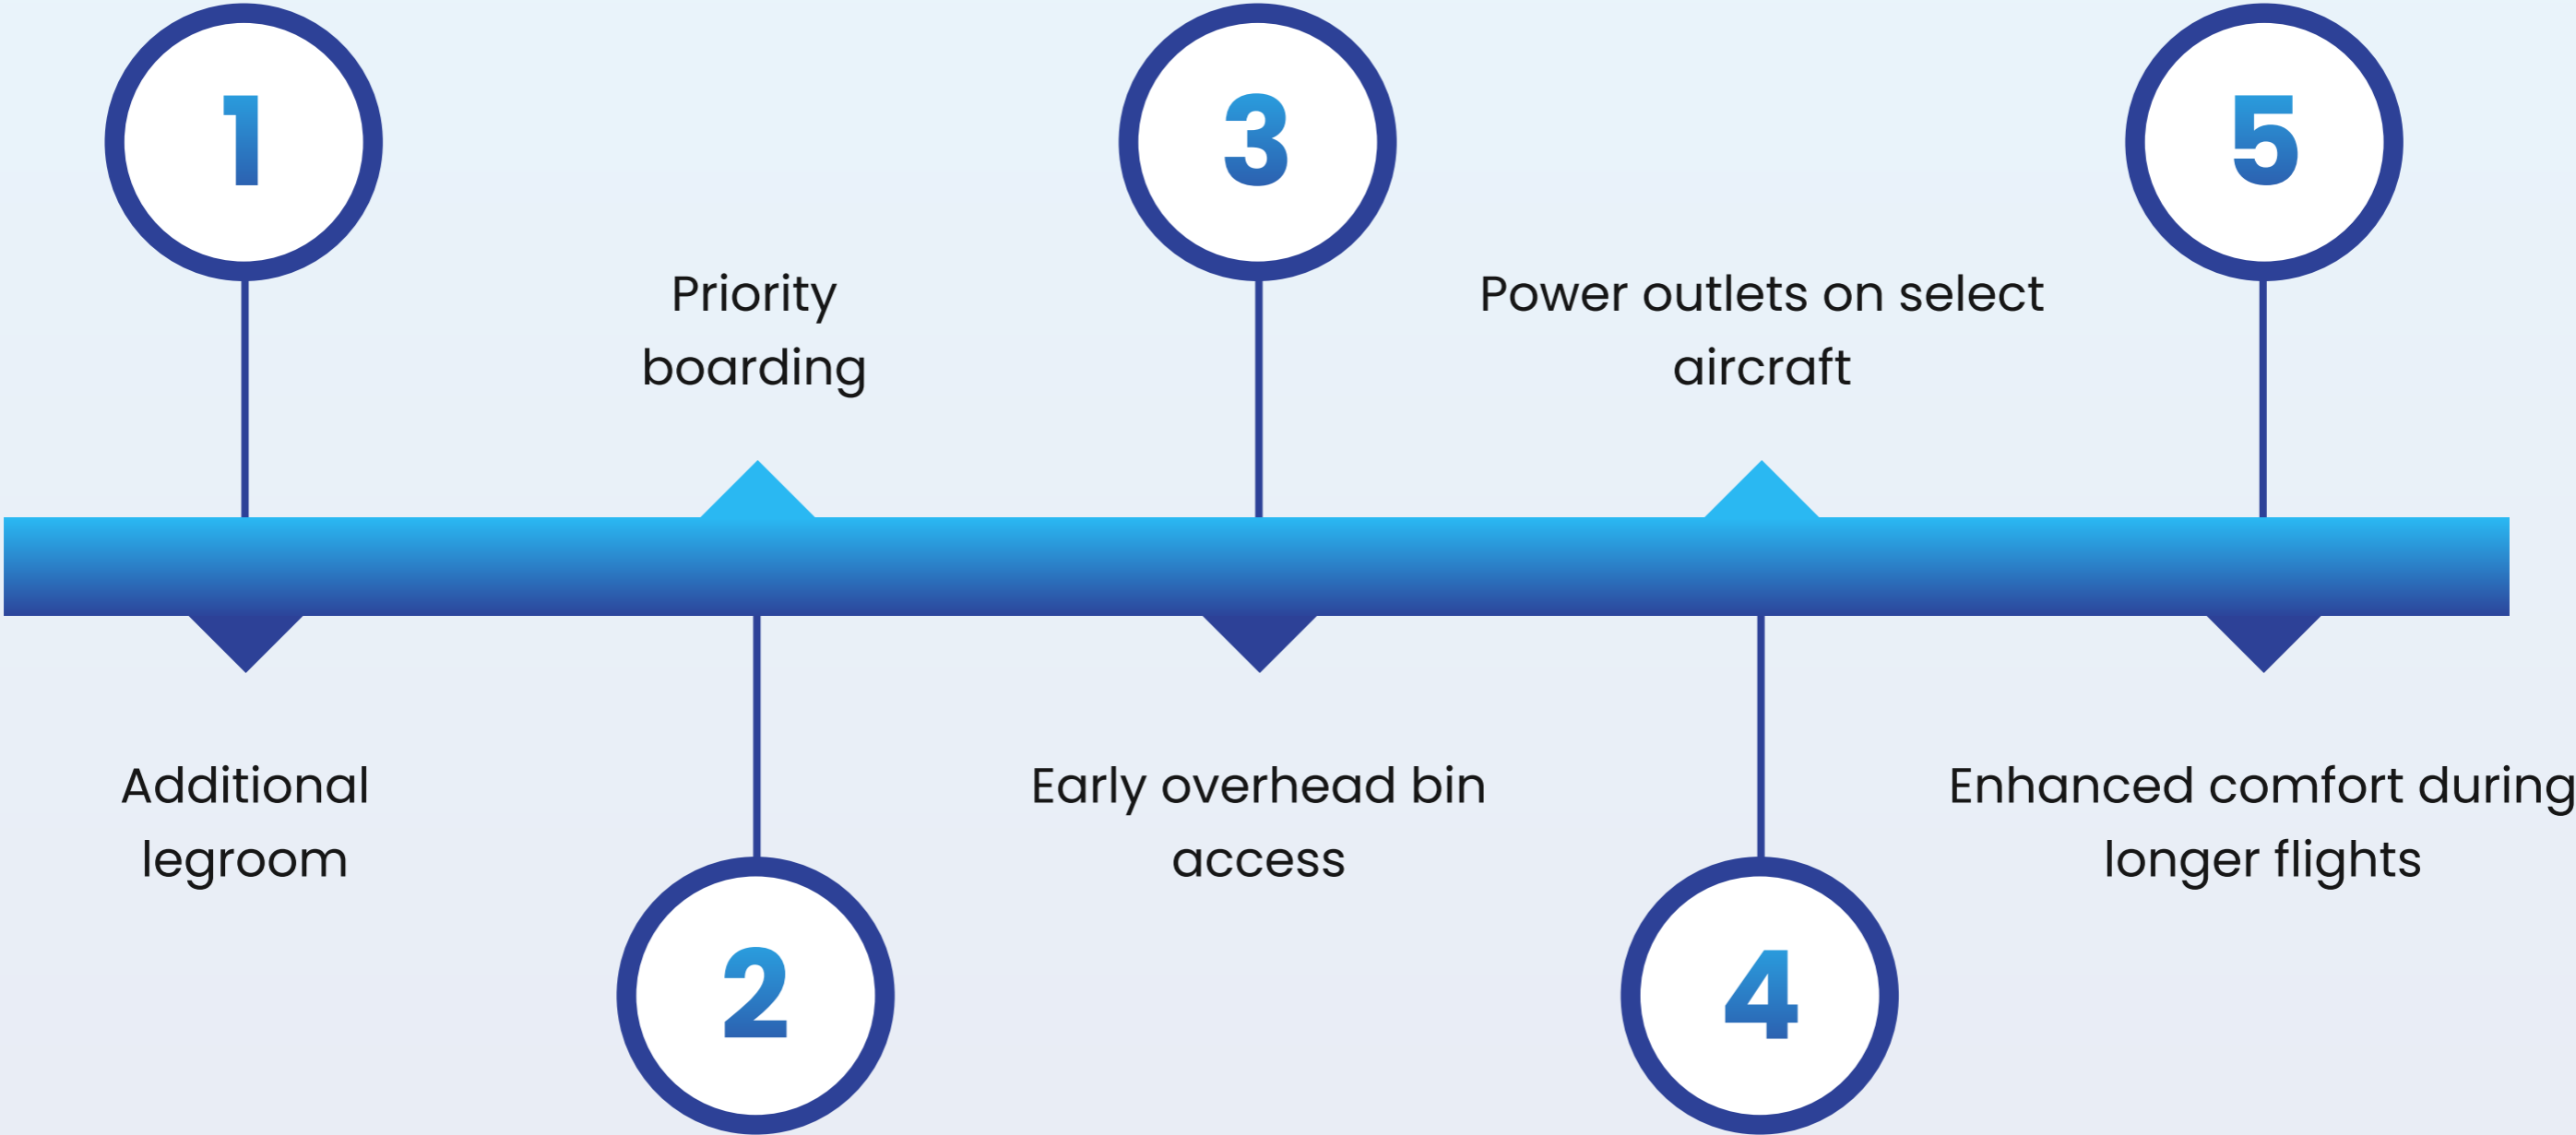 1
Additional
legroom
Priority
boarding
2
3
Early overhead bin
access
Power outlets on select
aircraft
4
5
Enhanced comfort during
longer flights